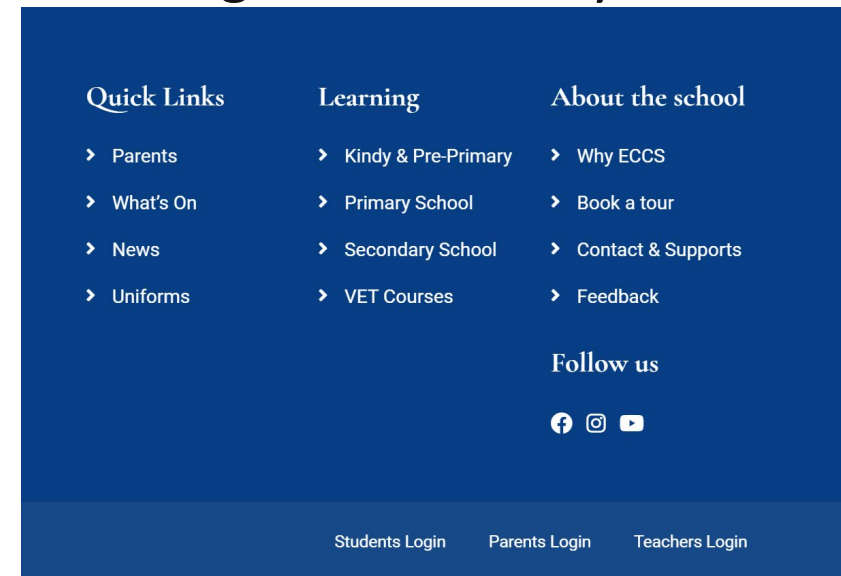 Quick Links
Parents
What's On
News
Uniforms
Learning
Kindy & Pre-Primary
Primary School
Secondary School
VET Courses
About the school
Why ECCS
Book a tour
Contact & Supports
Feedback
Follow us
Students Login
Parents Login
Teachers Login